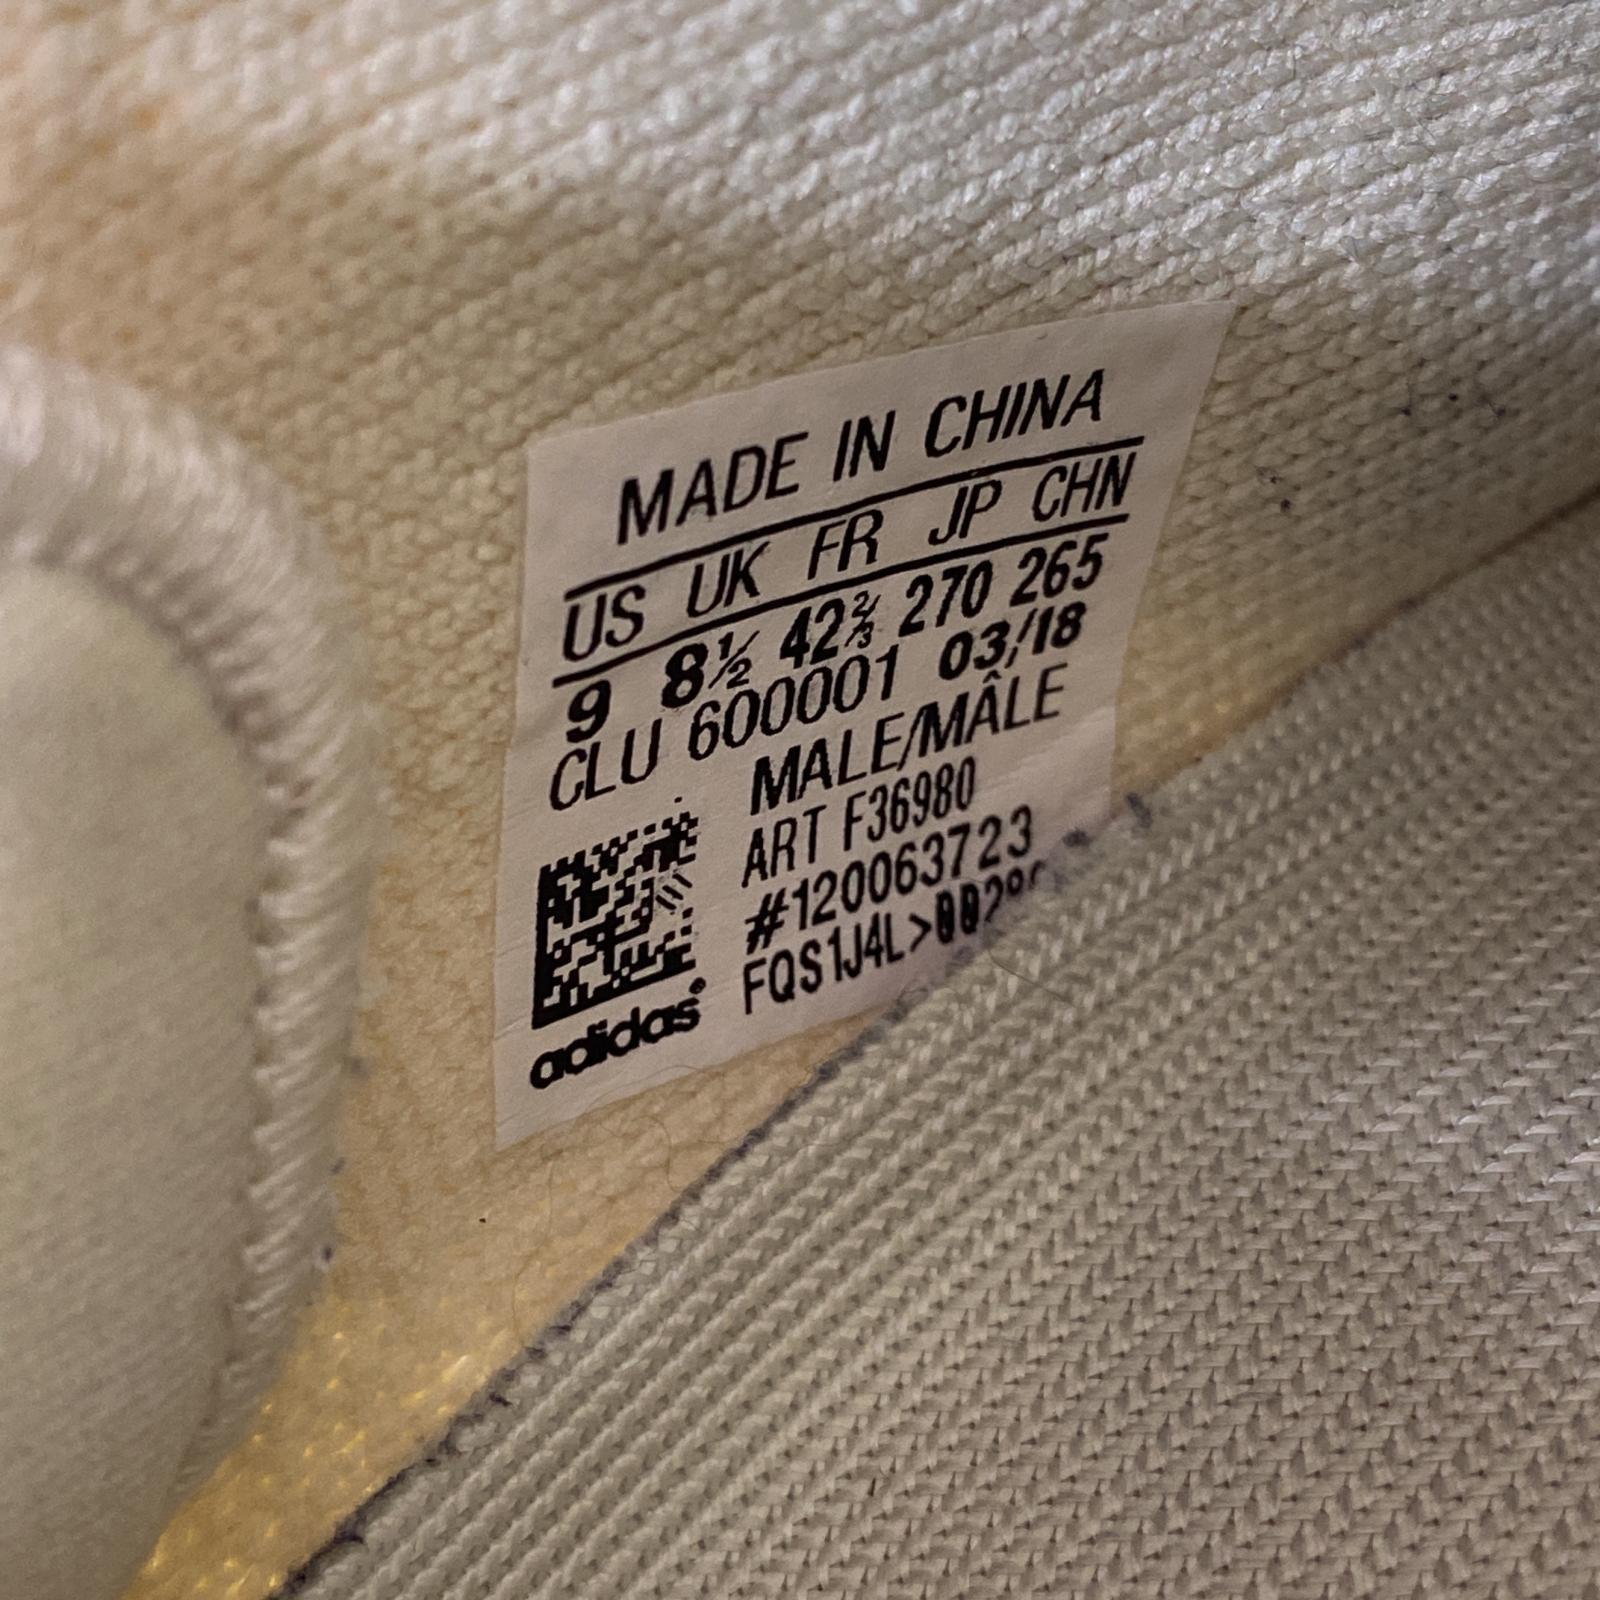 MADE IN CHINA
US UK FR JP CHN
9 8½ 42⅔ 270 265
CLU 600001 03/18
MALE/MÂLE
ART F36980
#120063723
FQS1J4L>0028
adidas®